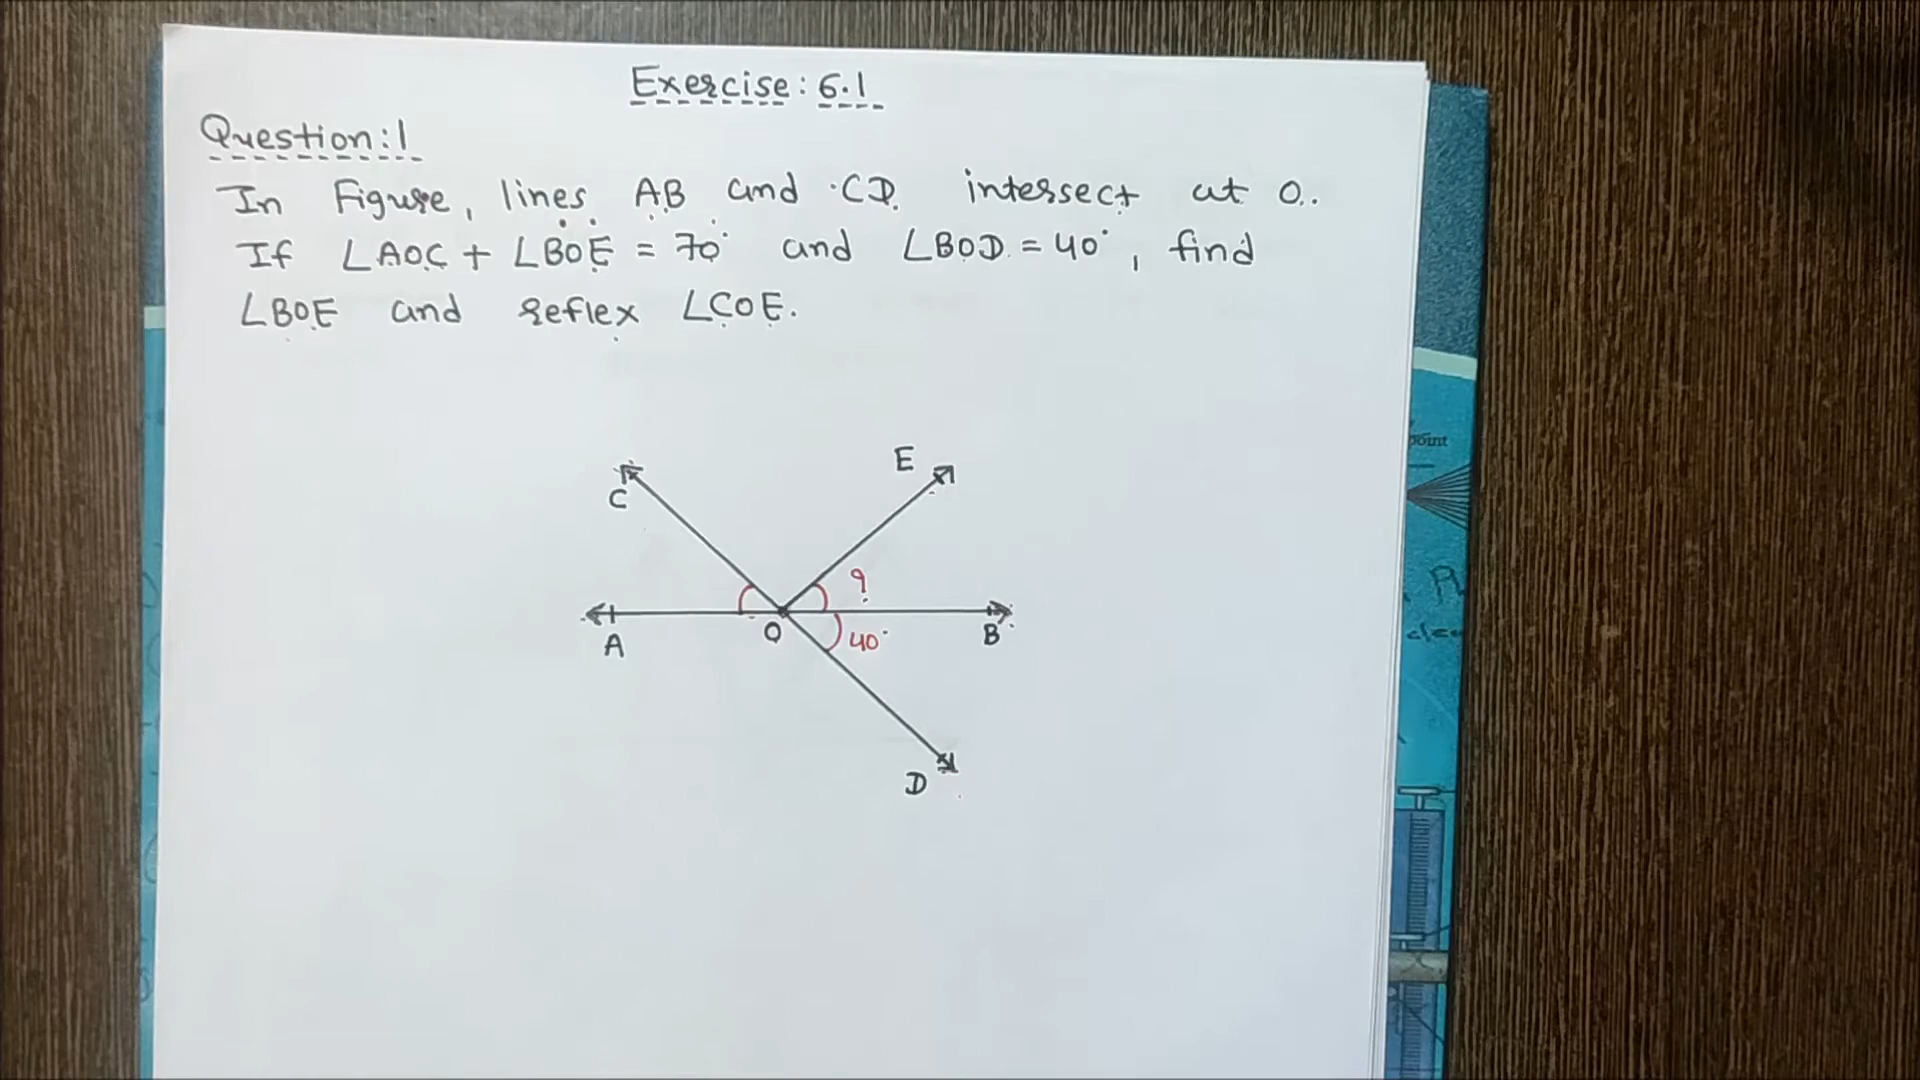 Exercise: 6.1
Question:1
In Figure, lines AB and CD intersect at O.
If ∠AOC + ∠BOE = 70° and ∠BOD = 40°, find
∠BOE and reflex ∠COE.
point
E
C
?
A
O
40°
B
D